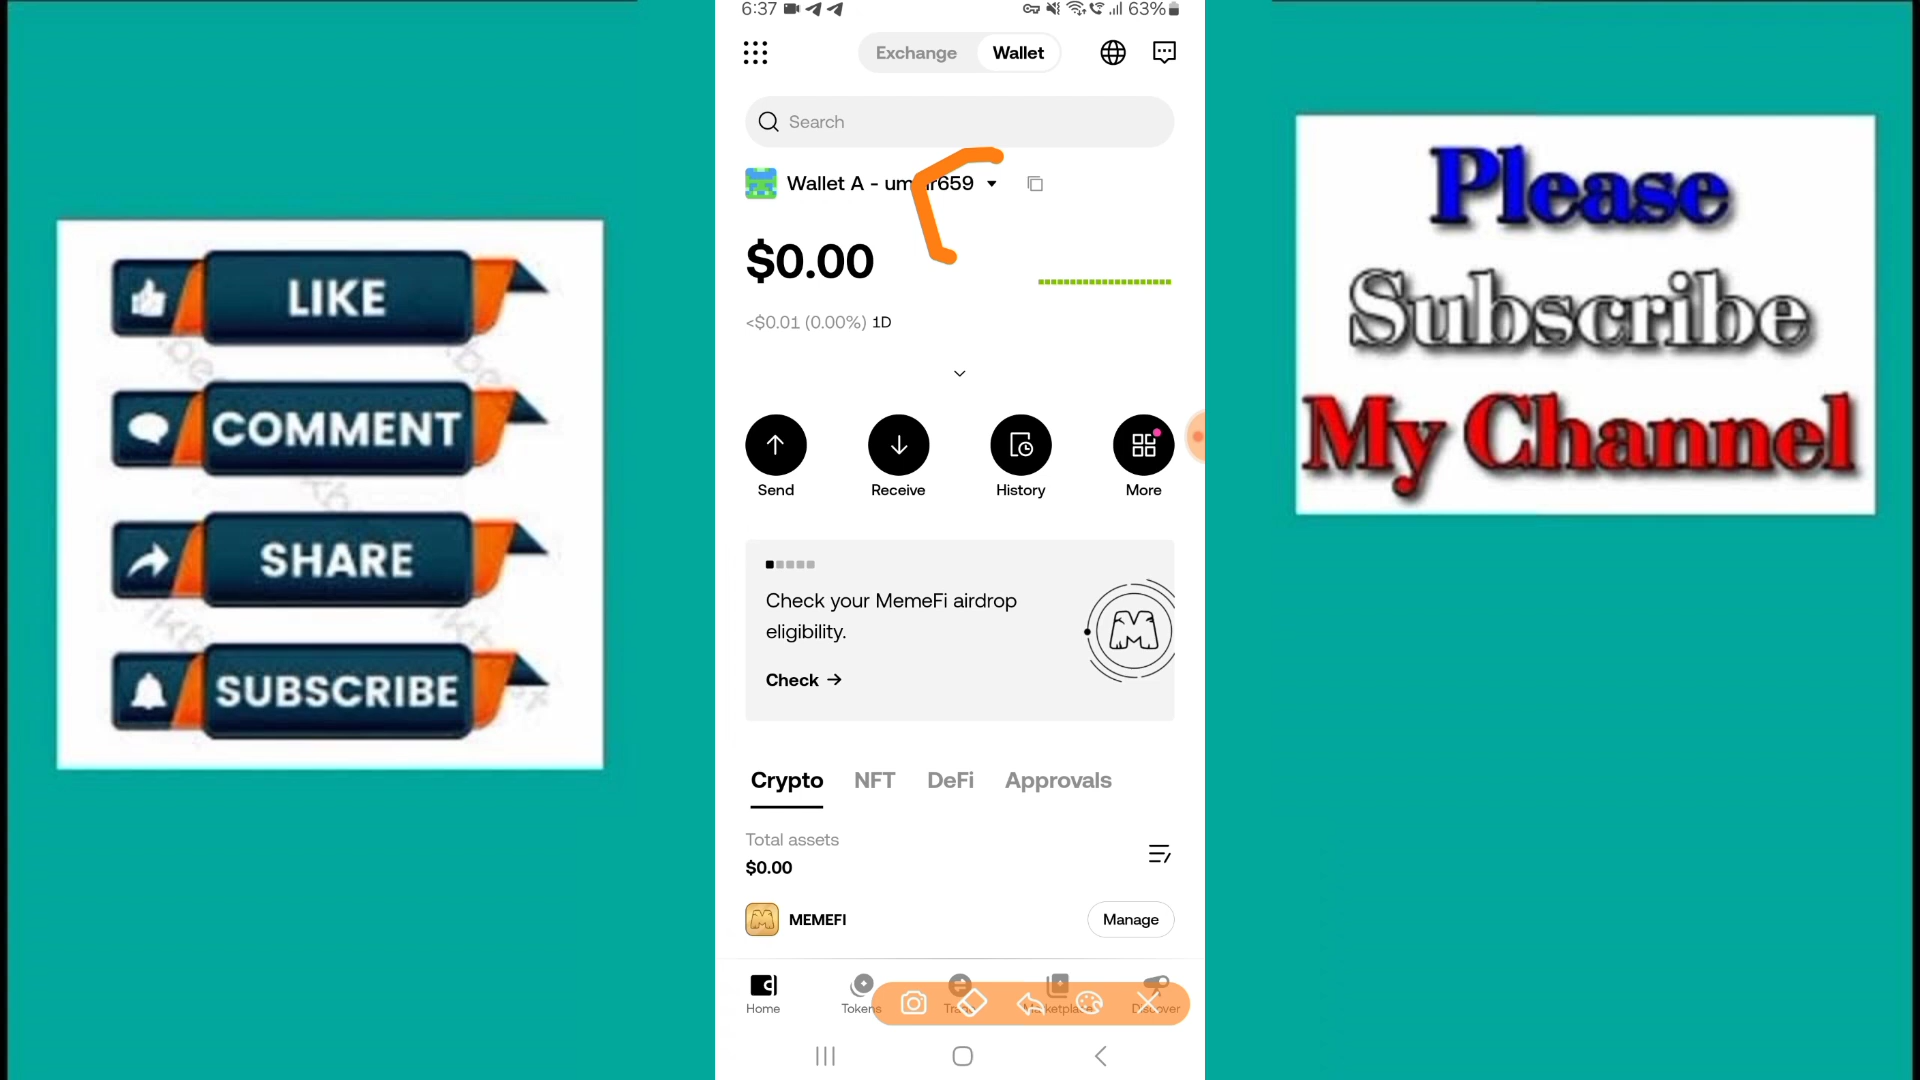 LIKE
COMMENT
SHARE
SUBSCRIBE
6:37
63%
Exchange
Wallet
Search
Wallet A -
$0.00
<$0.01 (0.00%) 1D
Send
Receive
History
More
Check your MemeFi airdrop
eligibility.
Check →
Crypto
NFT
DeFi
Approvals
Total assets
$0.00
MEMEFI
Manage
Home
Tokens
Discover
Please
Subscribe
My Channel